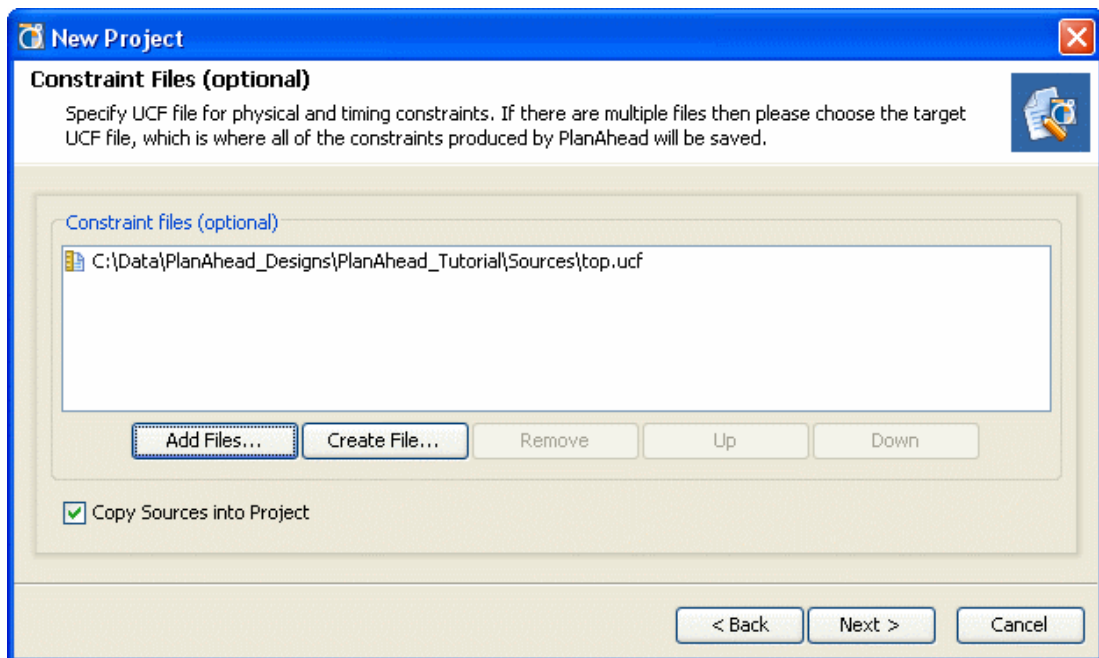 New Project
Constraint Files (optional)
Specify UCF file for physical and timing constraints. If there are multiple files then please choose the target
UCF file, which is where all of the constraints produced by PlanAhead will be saved.
Constraint files (optional)
C:\Data\PlanAhead_Designs\PlanAhead_Tutorial\Sources\top.ucf
Add Files... Create File... Remove Up Down
Copy Sources into Project
< Back Next > Cancel